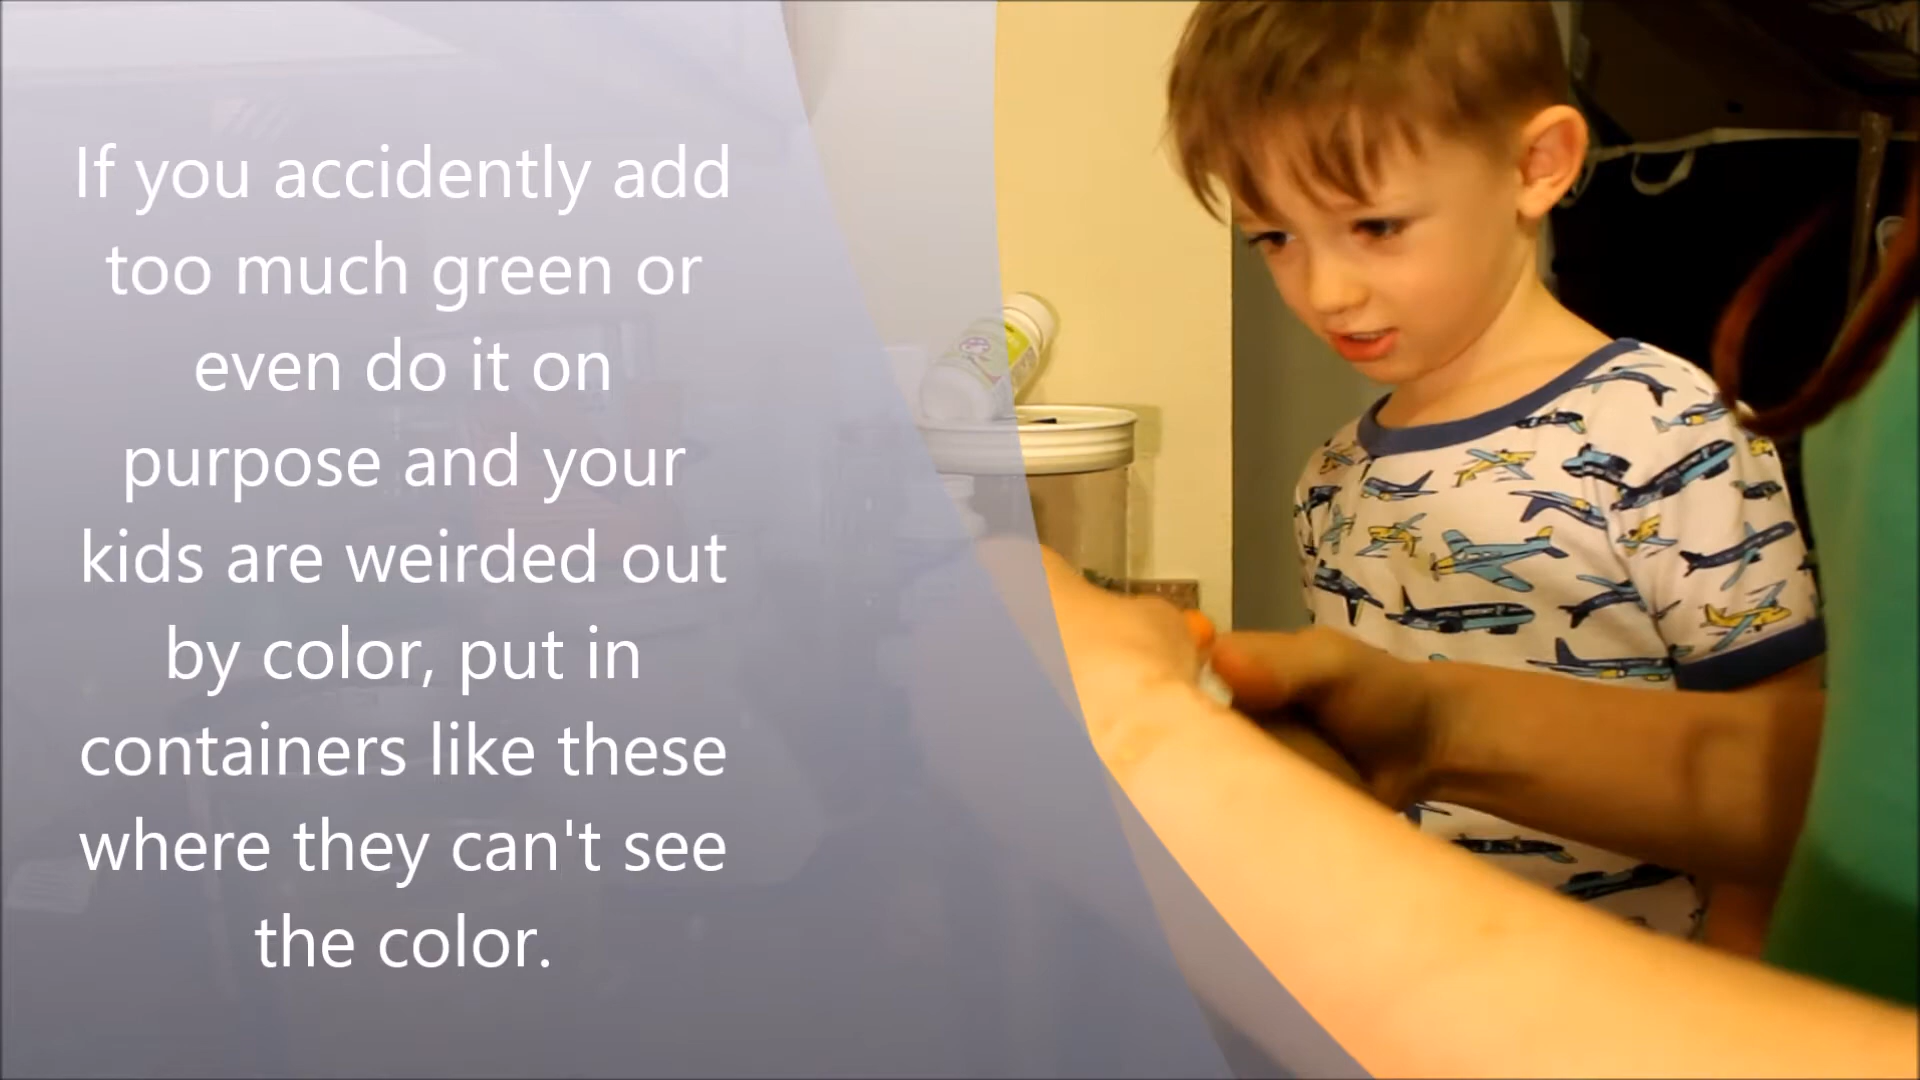 If you accidently add
too much green or
even do it on
purpose and your
kids are weirded out
by color, put in
containers like these
where they can't see
the color.